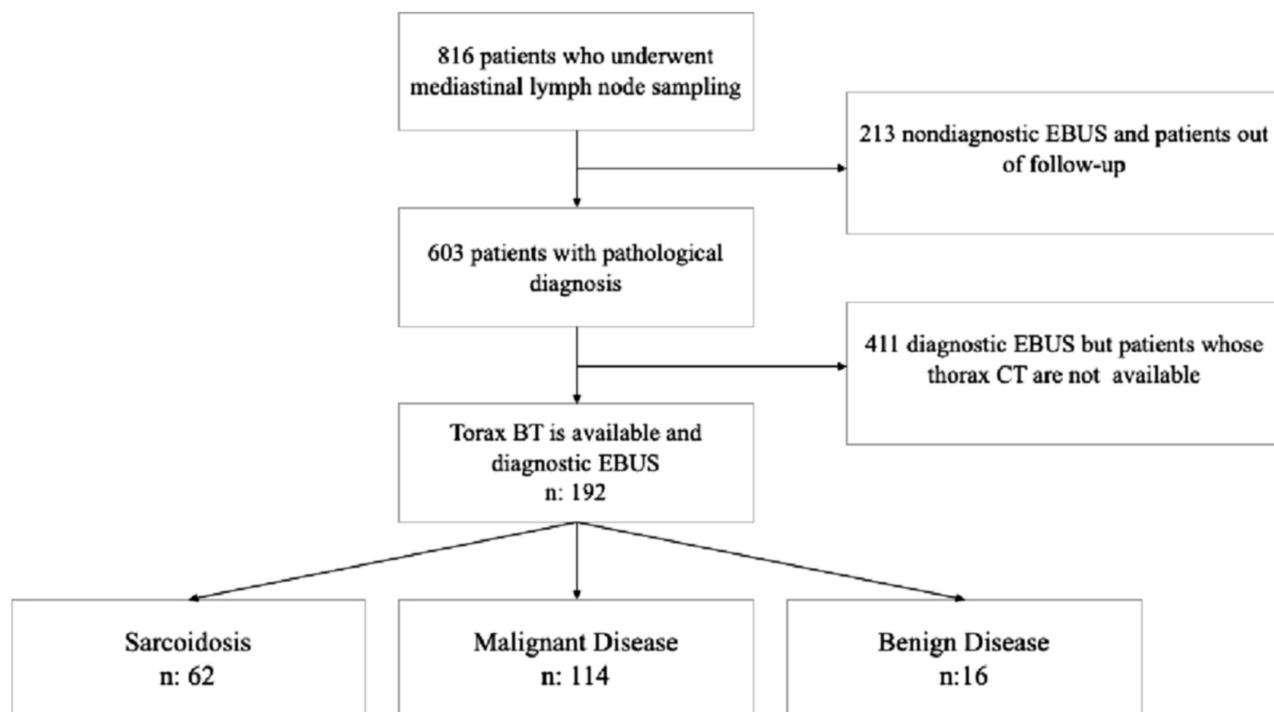 816 patients who underwent
mediastinal lymph node sampling
213 nondiagnostic EBUS and patients out
of follow-up
603 patients with pathological
diagnosis
411 diagnostic EBUS but patients whose
thorax CT are not available
Torax BT is available and
diagnostic EBUS
n: 192
Sarcoidosis
n: 62
Malignant Disease
n: 114
Benign Disease
n:16